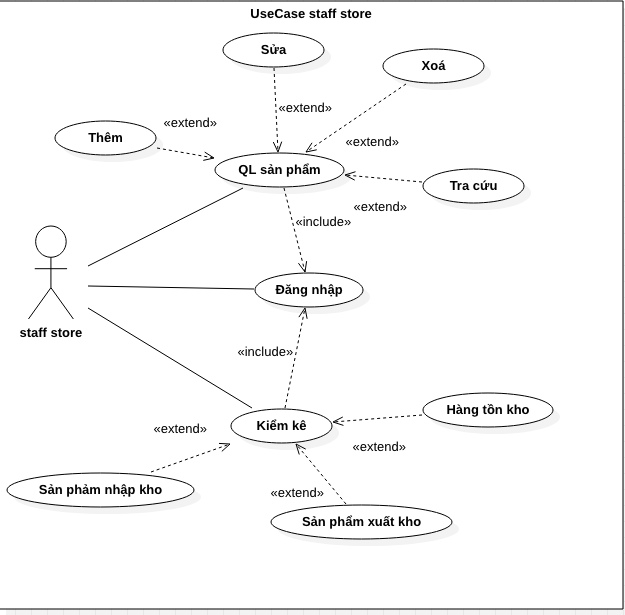 UseCase staff store
Sửa
Xoá
«extend»
«extend»
Thêm
«extend»
QL sản phẩm
Tra cứu
«extend»
«include»
Đăng nhập
staff store
«include»
Hàng tồn kho
Kiểm kê
«extend»
«extend»
Sản phảm nhập kho
«extend»
Sản phẩm xuất kho